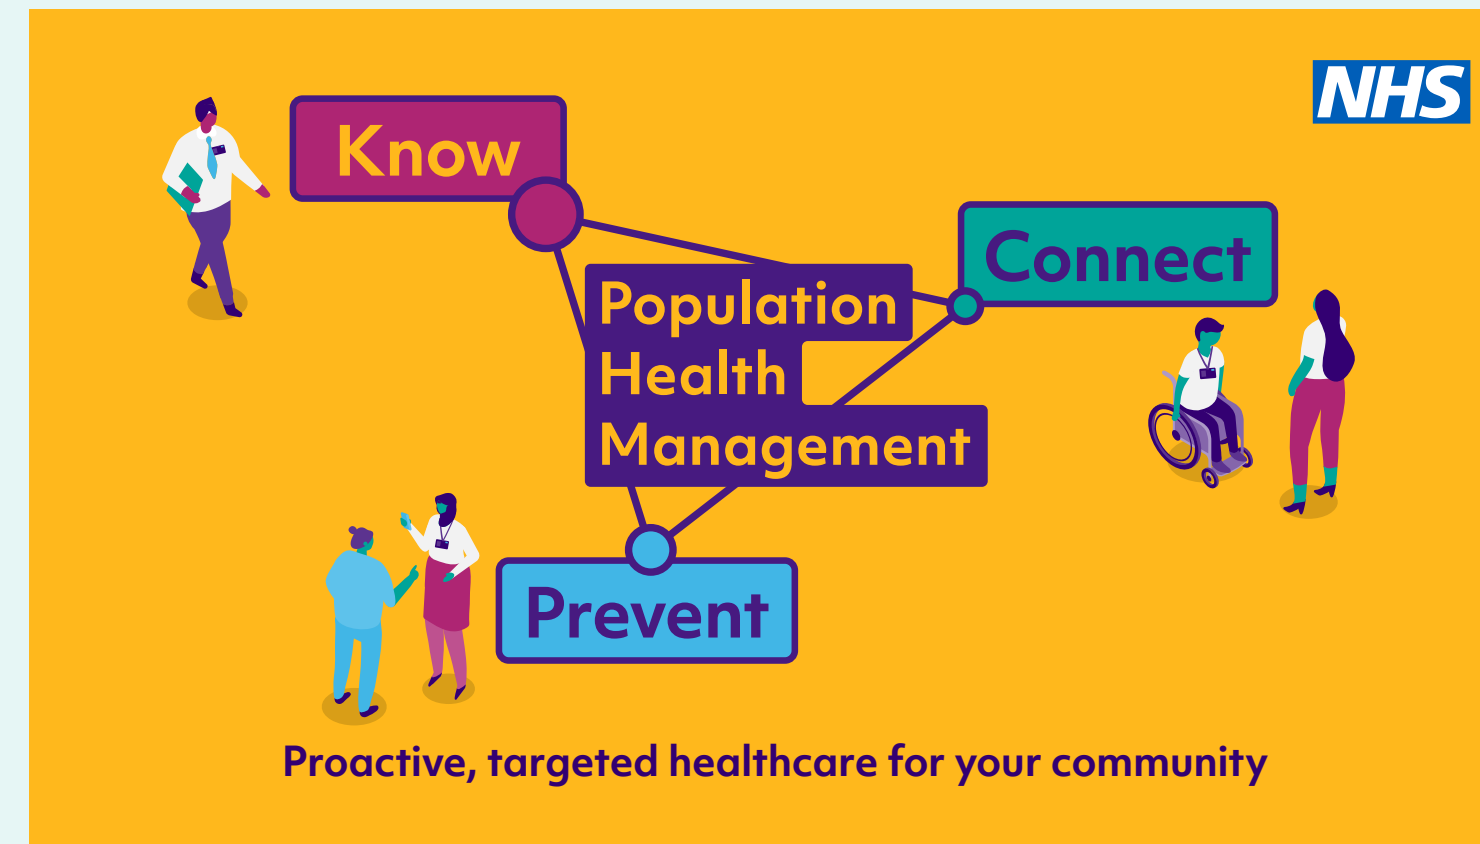 NHS
Know
Connect
Population
Health
Management
Prevent
Proactive, targeted healthcare for your community